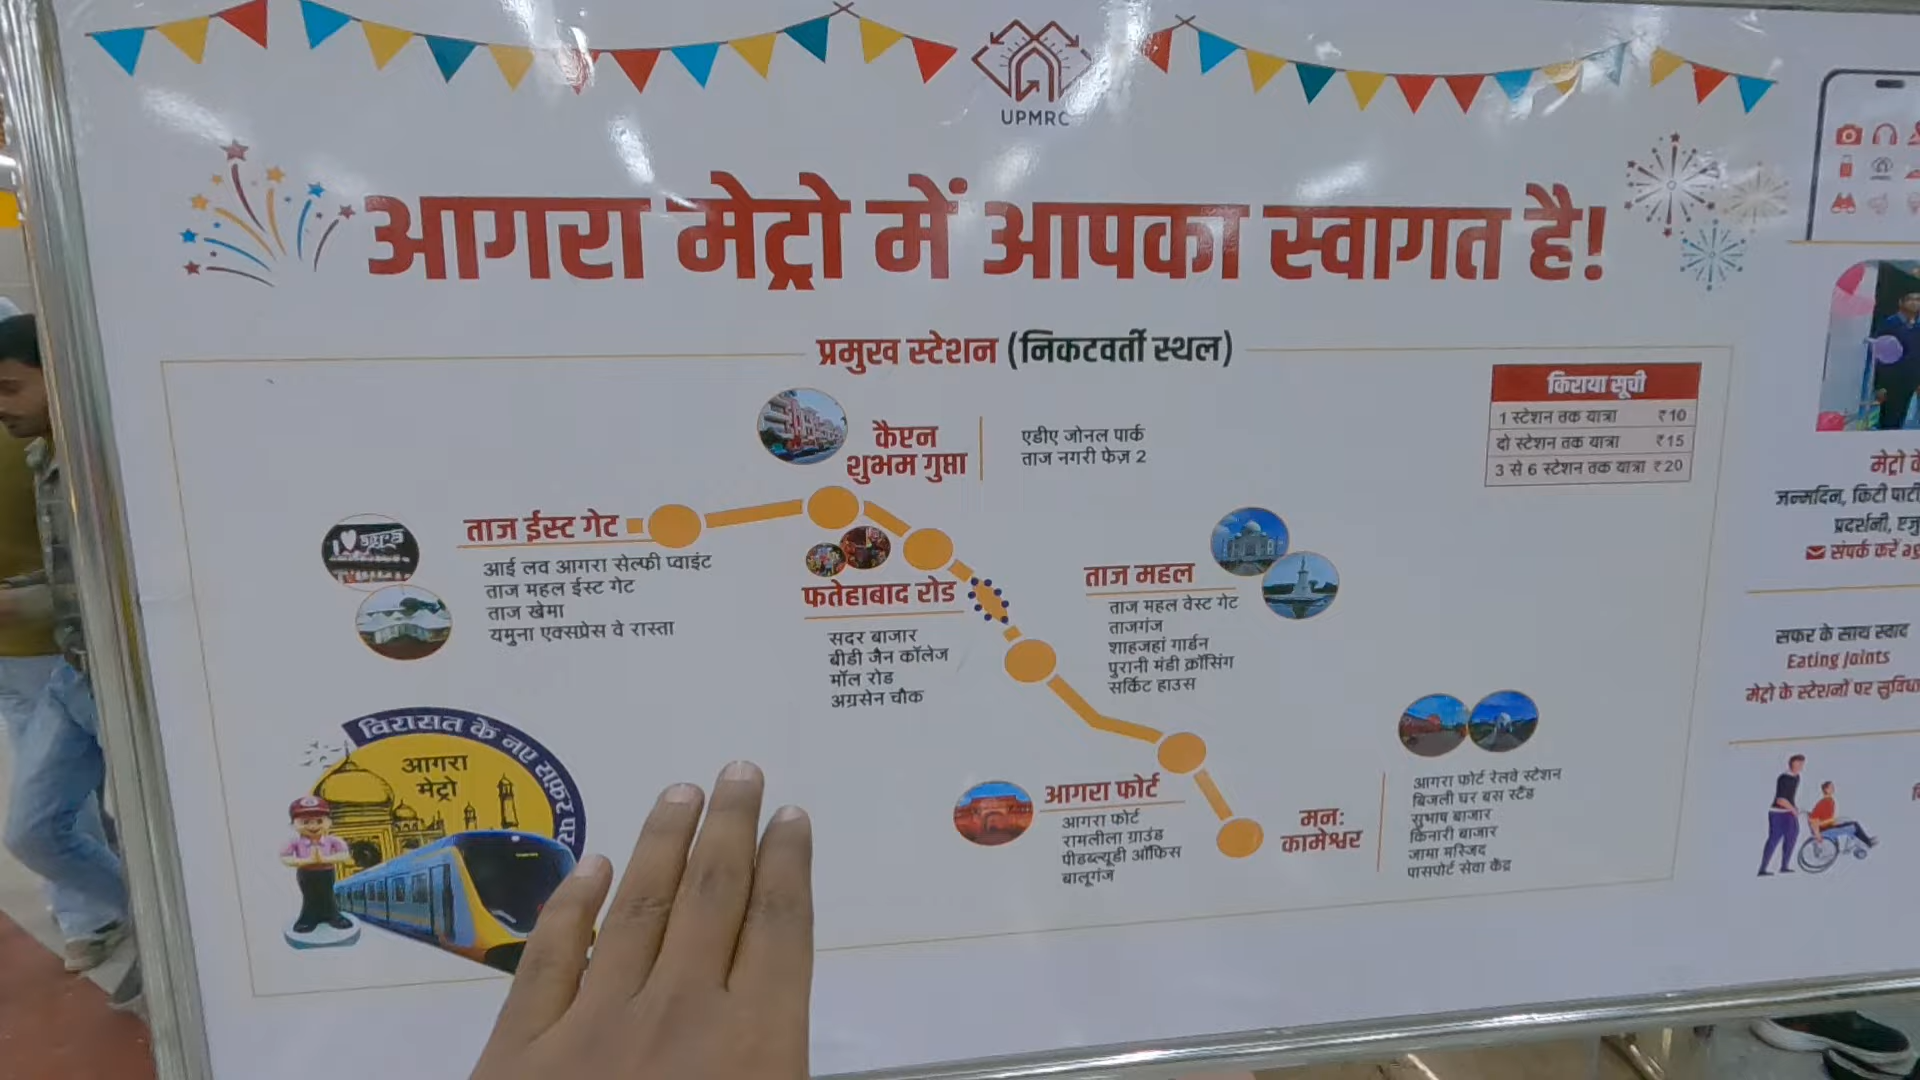 UPMRC
आगरा मेट्रो में आपका स्वागत है!
प्रमुख स्टेशन (निकटवर्ती स्थल)
किराया सूची
1 स्टेशन तक यात्रा ₹10
दो स्टेशन तक यात्रा ₹15
3 से 6 स्टेशन तक यात्रा ₹20
कैप्टन
शुभम गुप्ता
एडीए जोनल पार्क
ताज नगरी फेज़ 2
ताज ईस्ट गेट
आई लव आगरा सेल्फी प्वाइंट
ताज महल ईस्ट गेट
ताज खेमा
यमुना एक्सप्रेस वे रास्ता
फतेहाबाद रोड
सदर बाजार
बीडी जैन कॉलेज
मॉल रोड
अग्रसेन चौक
ताज महल
ताज महल वेस्ट गेट
ताजगंज
शाहजहां गार्डन
पुरानी मंडी क्रॉसिंग
सर्किट हाउस
आगरा फोर्ट
आगरा फोर्ट
रामलीला ग्राउंड
पीडब्ल्यूडी ऑफिस
बालूगंज
मनः
कामेश्वर
आगरा फोर्ट रेलवे स्टेशन
बिजली घर बस स्टैंड
सुभाष बाजार
किनारी बाजार
जामा मस्जिद
पासपोर्ट सेवा केंद्र
विरासत के नए सफर पर
आगरा
मेट्रो
मेट्रो
जन्मदिन, किटी पार्टी
प्रदर्शनी,
संपर्क करें
सफर के साथ स्वाद
Eating Joints
मेट्रो के स्टेशनों पर